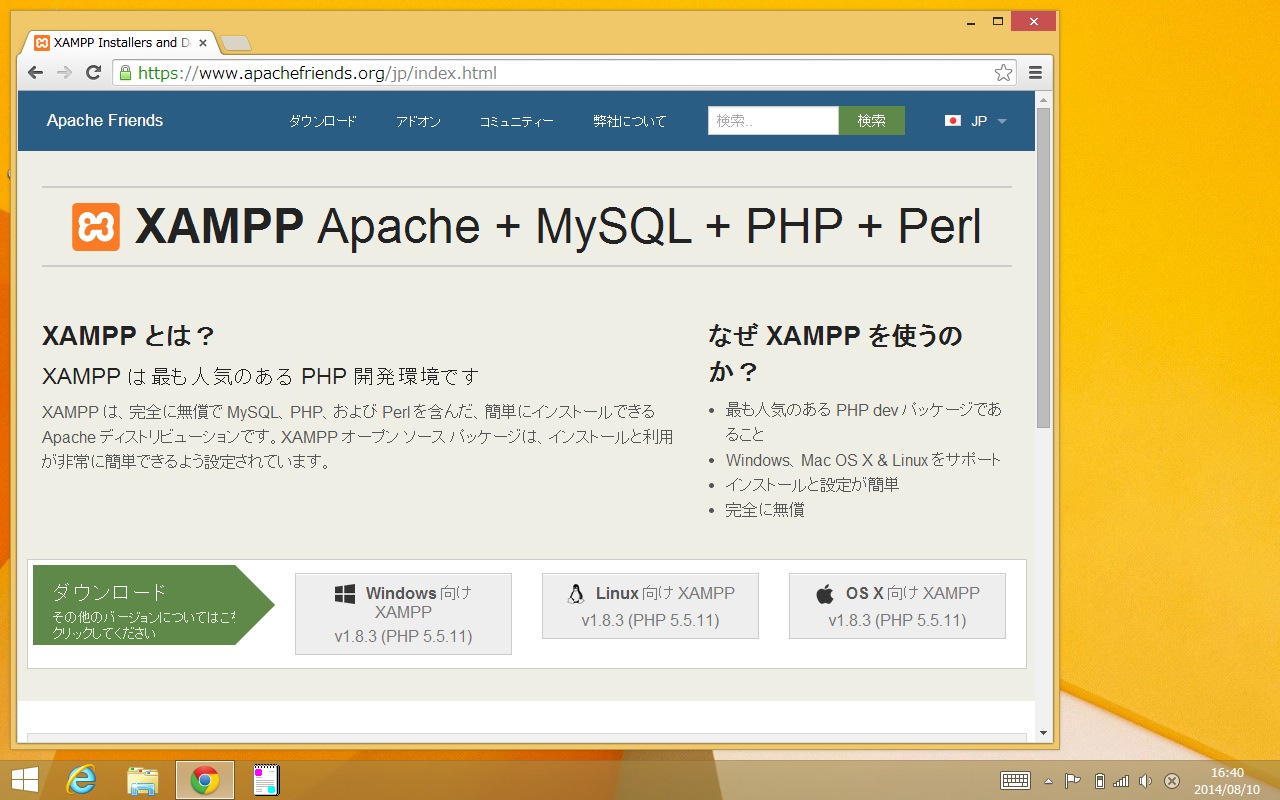 XAMPP Installers and D
https://www.apachefriends.org/jp/index.html
Apache Friends
ダウンロード
アドオン
コミュニティー
弊社について
検索..
検索
JP
XAMPP Apache + MySQL + PHP + Perl
XAMPP とは？
XAMPP は最も人気のある PHP 開発環境です
XAMPP は、完全に無償で MySQL、PHP、および Perl を含んだ、簡単にインストールできる
Apache ディストリビューションです。XAMPP オープン ソース パッケージは、インストールと利用
が非常に簡単できるよう設定されています。
なぜ XAMPP を使うの
か？
最も人気のある PHP dev パッケージであ
ること
Windows、Mac OS X & Linux をサポート
インストールと設定が簡単
完全に無償
ダウンロード
その他のバージョンについてはこち
クリックしてください
Windows 向け
XAMPP
v1.8.3 (PHP 5.5.11)
Linux 向け XAMPP
v1.8.3 (PHP 5.5.11)
OS X 向け XAMPP
v1.8.3 (PHP 5.5.11)
16:40
2014/08/10